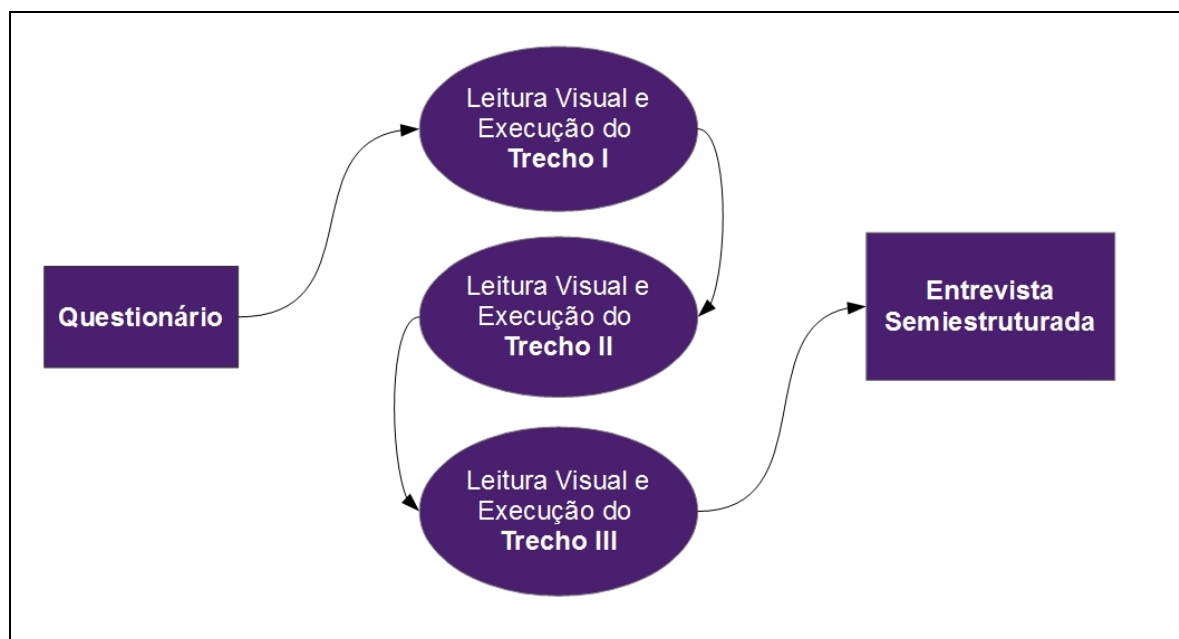 Questionário
Leitura Visual e
Execução do
Trecho I
Leitura Visual e
Execução do
Trecho II
Leitura Visual e
Execução do
Trecho III
Entrevista
Semiestruturada